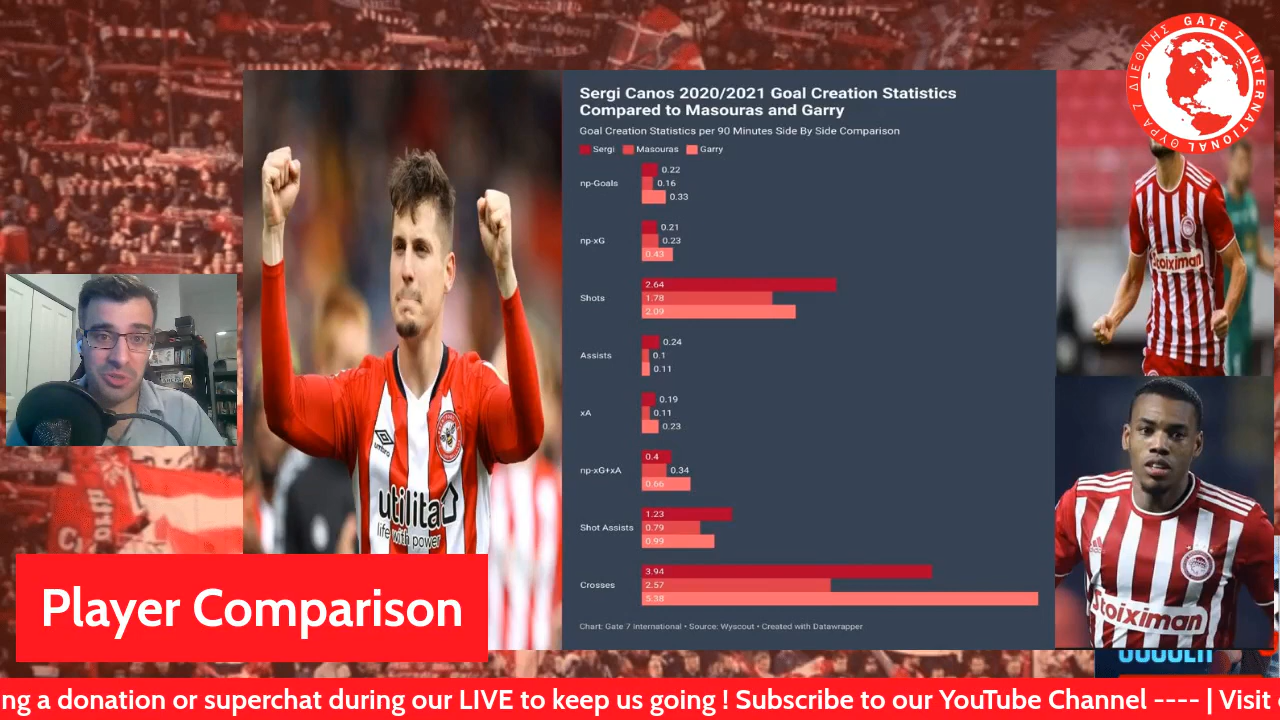 GATE 7 INTERNATIONAL
ΘΥΡΑ 7 ΔΙΕΘΝΗΣ
Sergi Canos 2020/2021 Goal Creation Statistics
Compared to Masouras and Garry
Goal Creation Statistics per 90 Minutes Side By Side Comparison
Sergi Masouras Garry
np-Goals
0.22
0.16
0.33
np-xG
0.21
0.23
0.43
Shots
2.64
1.78
2.09
Assists
0.24
0.1
0.11
xA
0.19
0.11
0.23
np-xG+xA
0.4
0.34
0.66
Shot Assists
1.23
0.79
0.99
Crosses
3.94
2.57
5.38
Chart: Gate 7 International • Source: Wyscout • Created with Datawrapper
umbro
utilita
life with power
Stoiximan
adidas
Stoiximan
Player Comparison
ng a donation or superchat during our LIVE to keep us going ! Subscribe to our YouTube Channel ---- | Visit